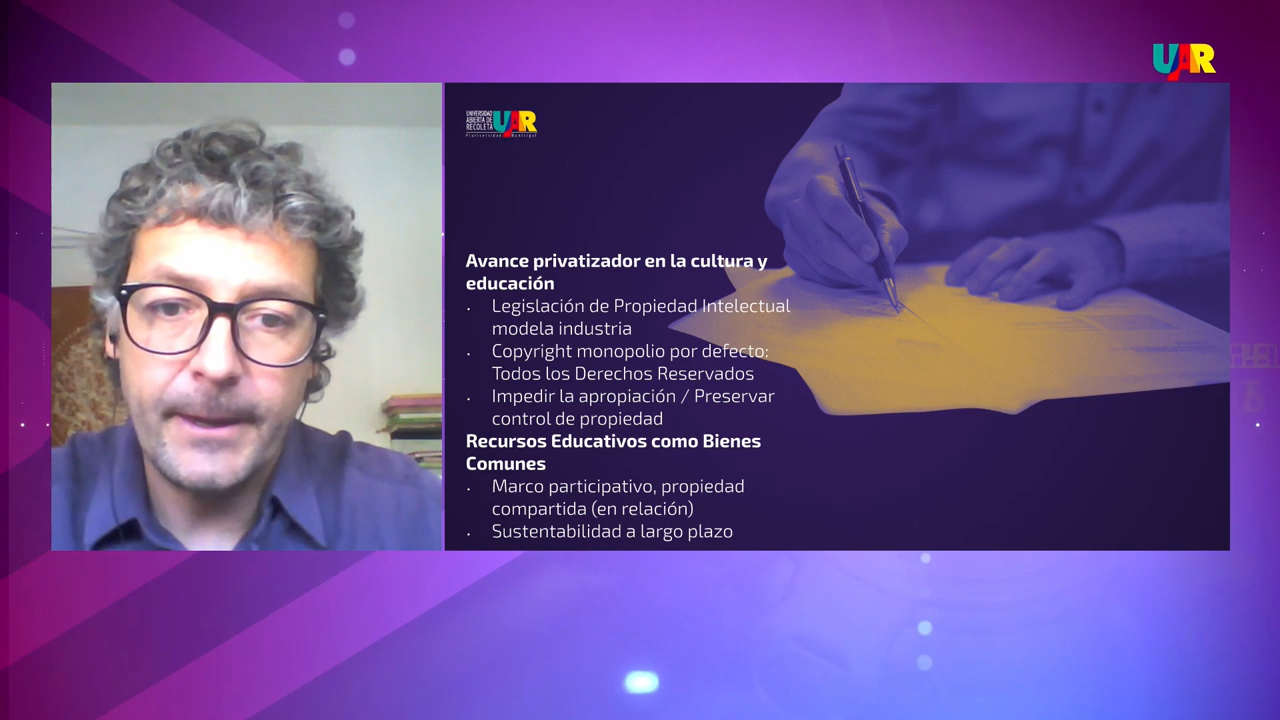 UAR
UNIVERSIDAD
ABIERTA DE
RECOLETA
UAR
Avance privatizador en la cultura y
educación
· Legislación de Propiedad Intelectual
modela industria
· Copyright monopolio por defecto:
Todos los Derechos Reservados
· Impedir la apropiación / Preservar
control de propiedad
Recursos Educativos como Bienes
Comunes
· Marco participativo, propiedad
compartida (en relación)
· Sustentabilidad a largo plazo